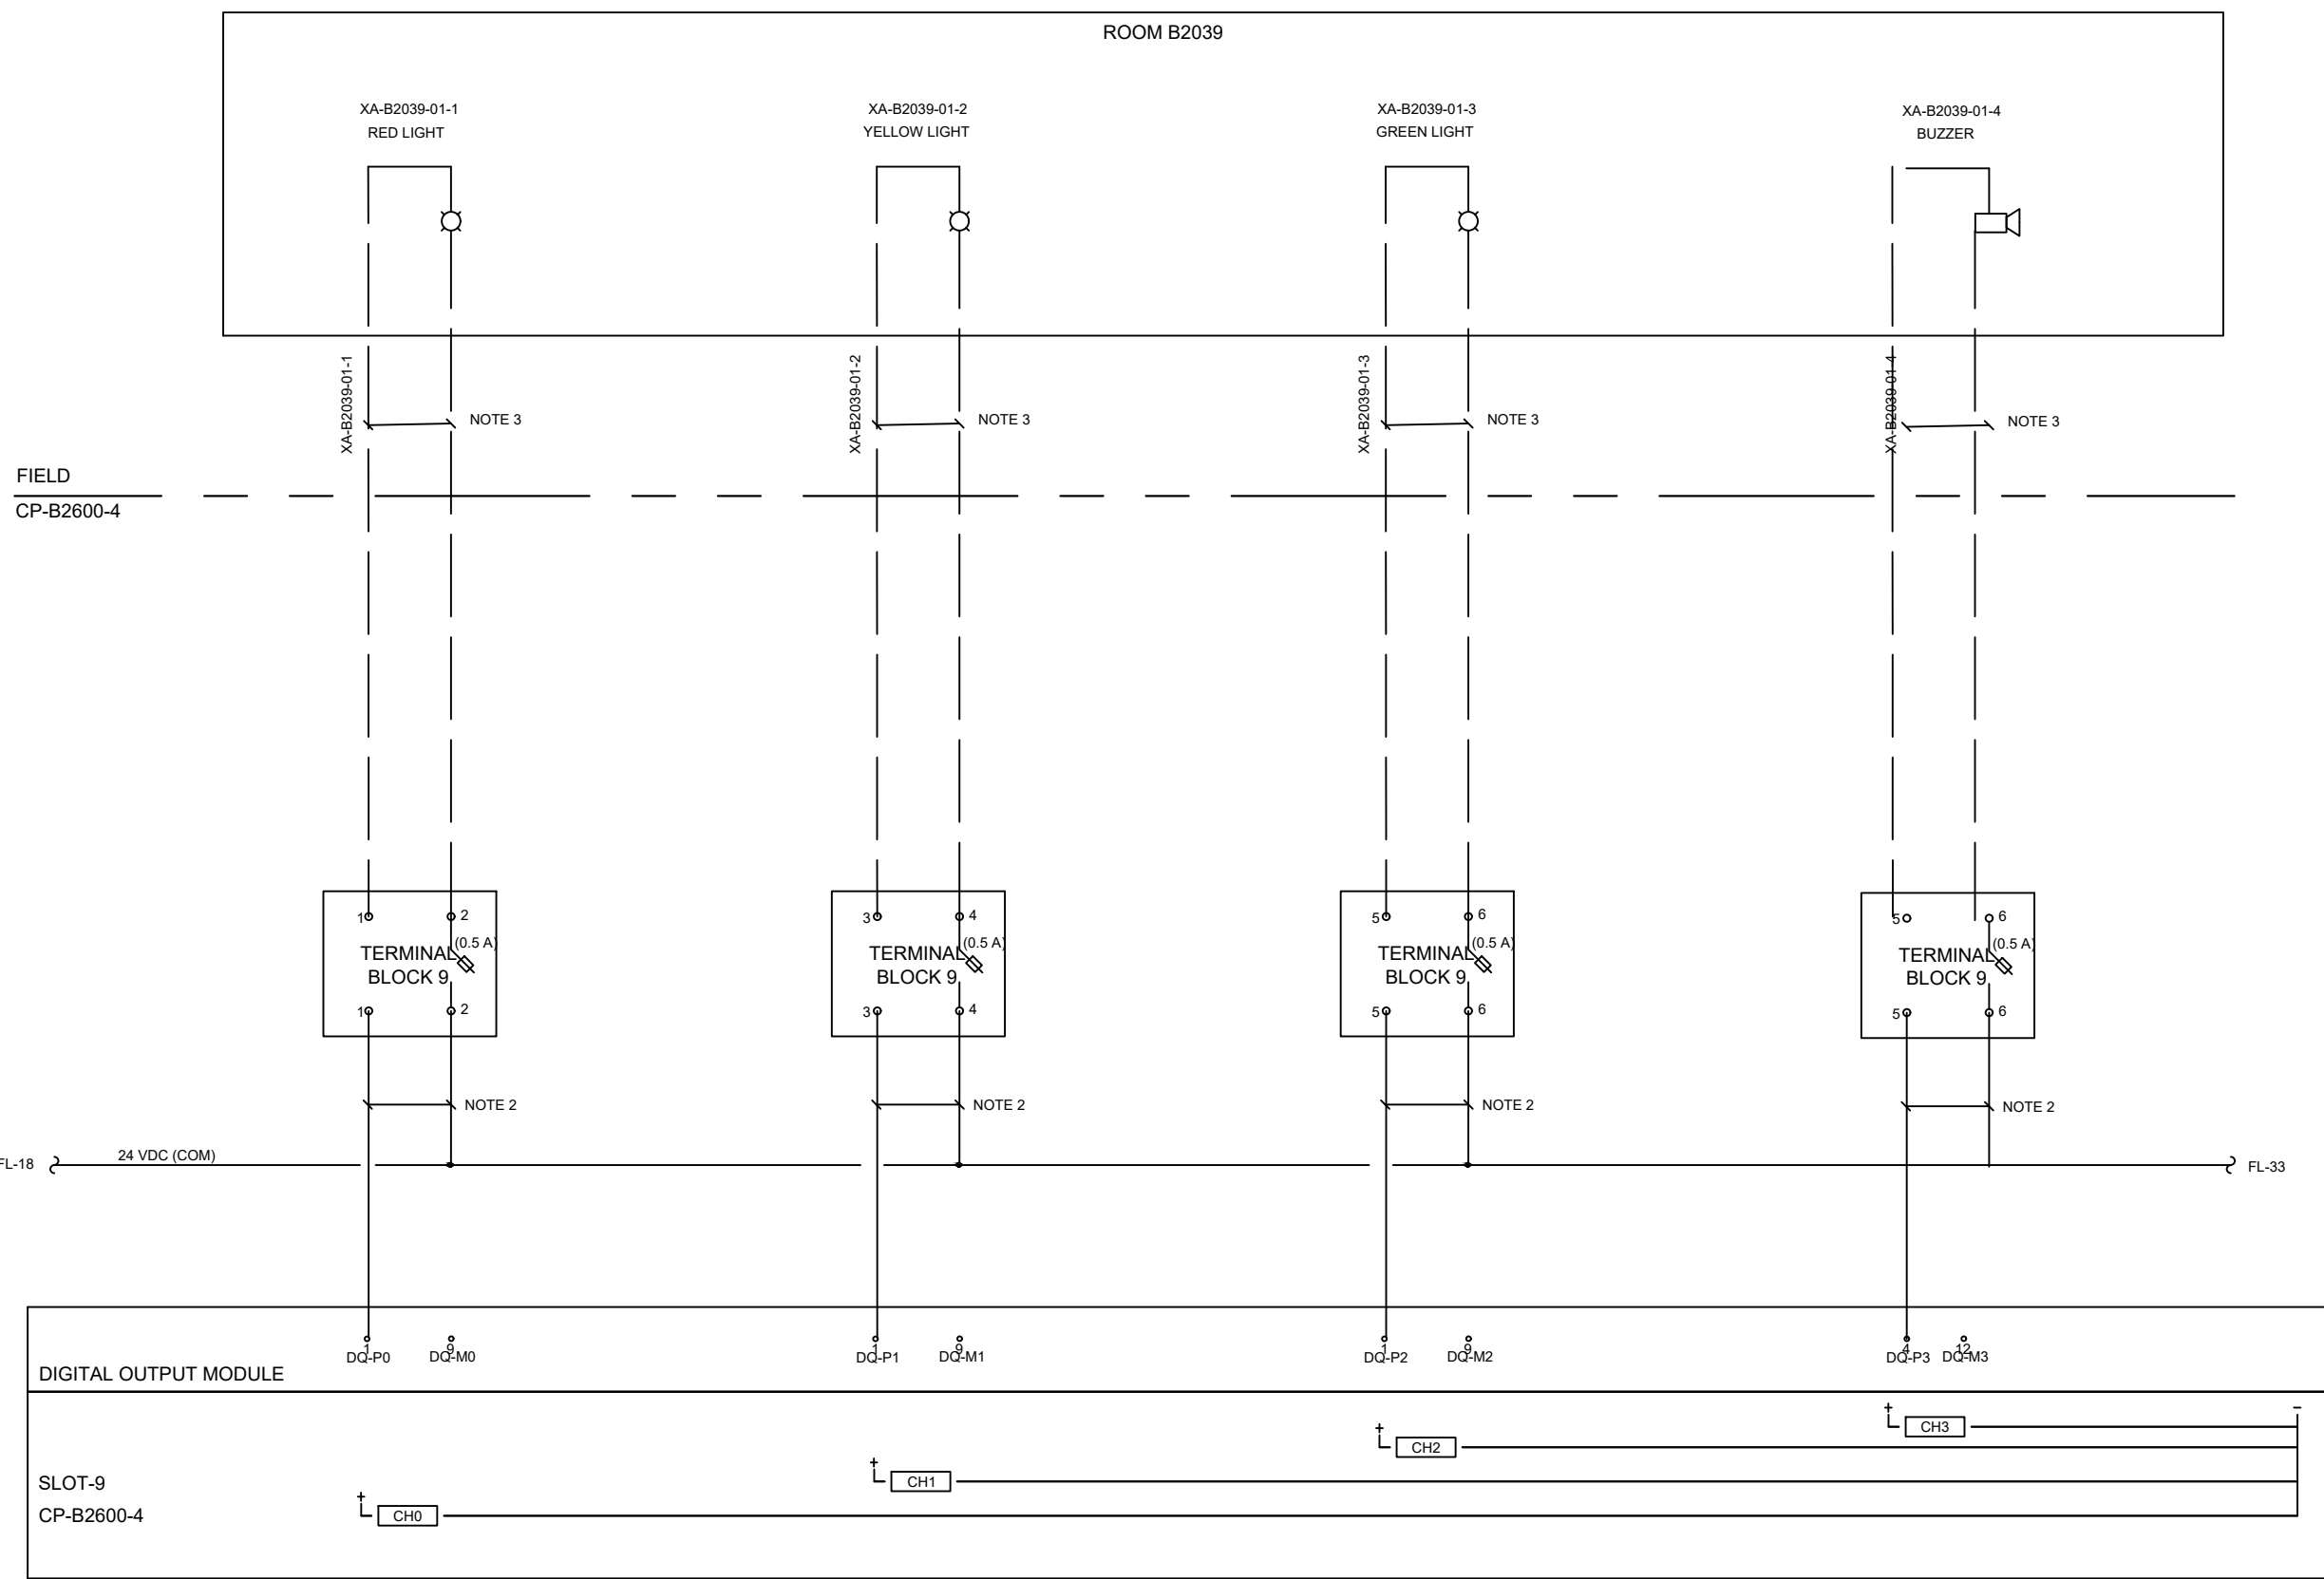 ROOM B2039
XA-B2039-01-1
RED LIGHT
XA-B2039-01-2
YELLOW LIGHT
XA-B2039-01-3
GREEN LIGHT
XA-B2039-01-4
BUZZER
XA-B2039-01-1
NOTE 3
XA-B2039-01-2
NOTE 3
XA-B2039-01-3
NOTE 3
XA-B2039-01-4
NOTE 3
FIELD
CP-B2600-4
1 2
(0.5 A)
TERMINAL
BLOCK 9
1 2
3 4
(0.5 A)
TERMINAL
BLOCK 9
3 4
5 6
(0.5 A)
TERMINAL
BLOCK 9
5 6
5 6
(0.5 A)
TERMINAL
BLOCK 9
5 6
NOTE 2
NOTE 2
NOTE 2
NOTE 2
FL-18
24 VDC (COM)
FL-33
1 9
DQ-P0 DQ-M0
1 9
DQ-P1 DQ-M1
1 9
DQ-P2 DQ-M2
4 12
DQ-P3 DQ-M3
DIGITAL OUTPUT MODULE
+ -
CH3
+
CH2
+
CH1
SLOT-9
+
CP-B2600-4
CH0